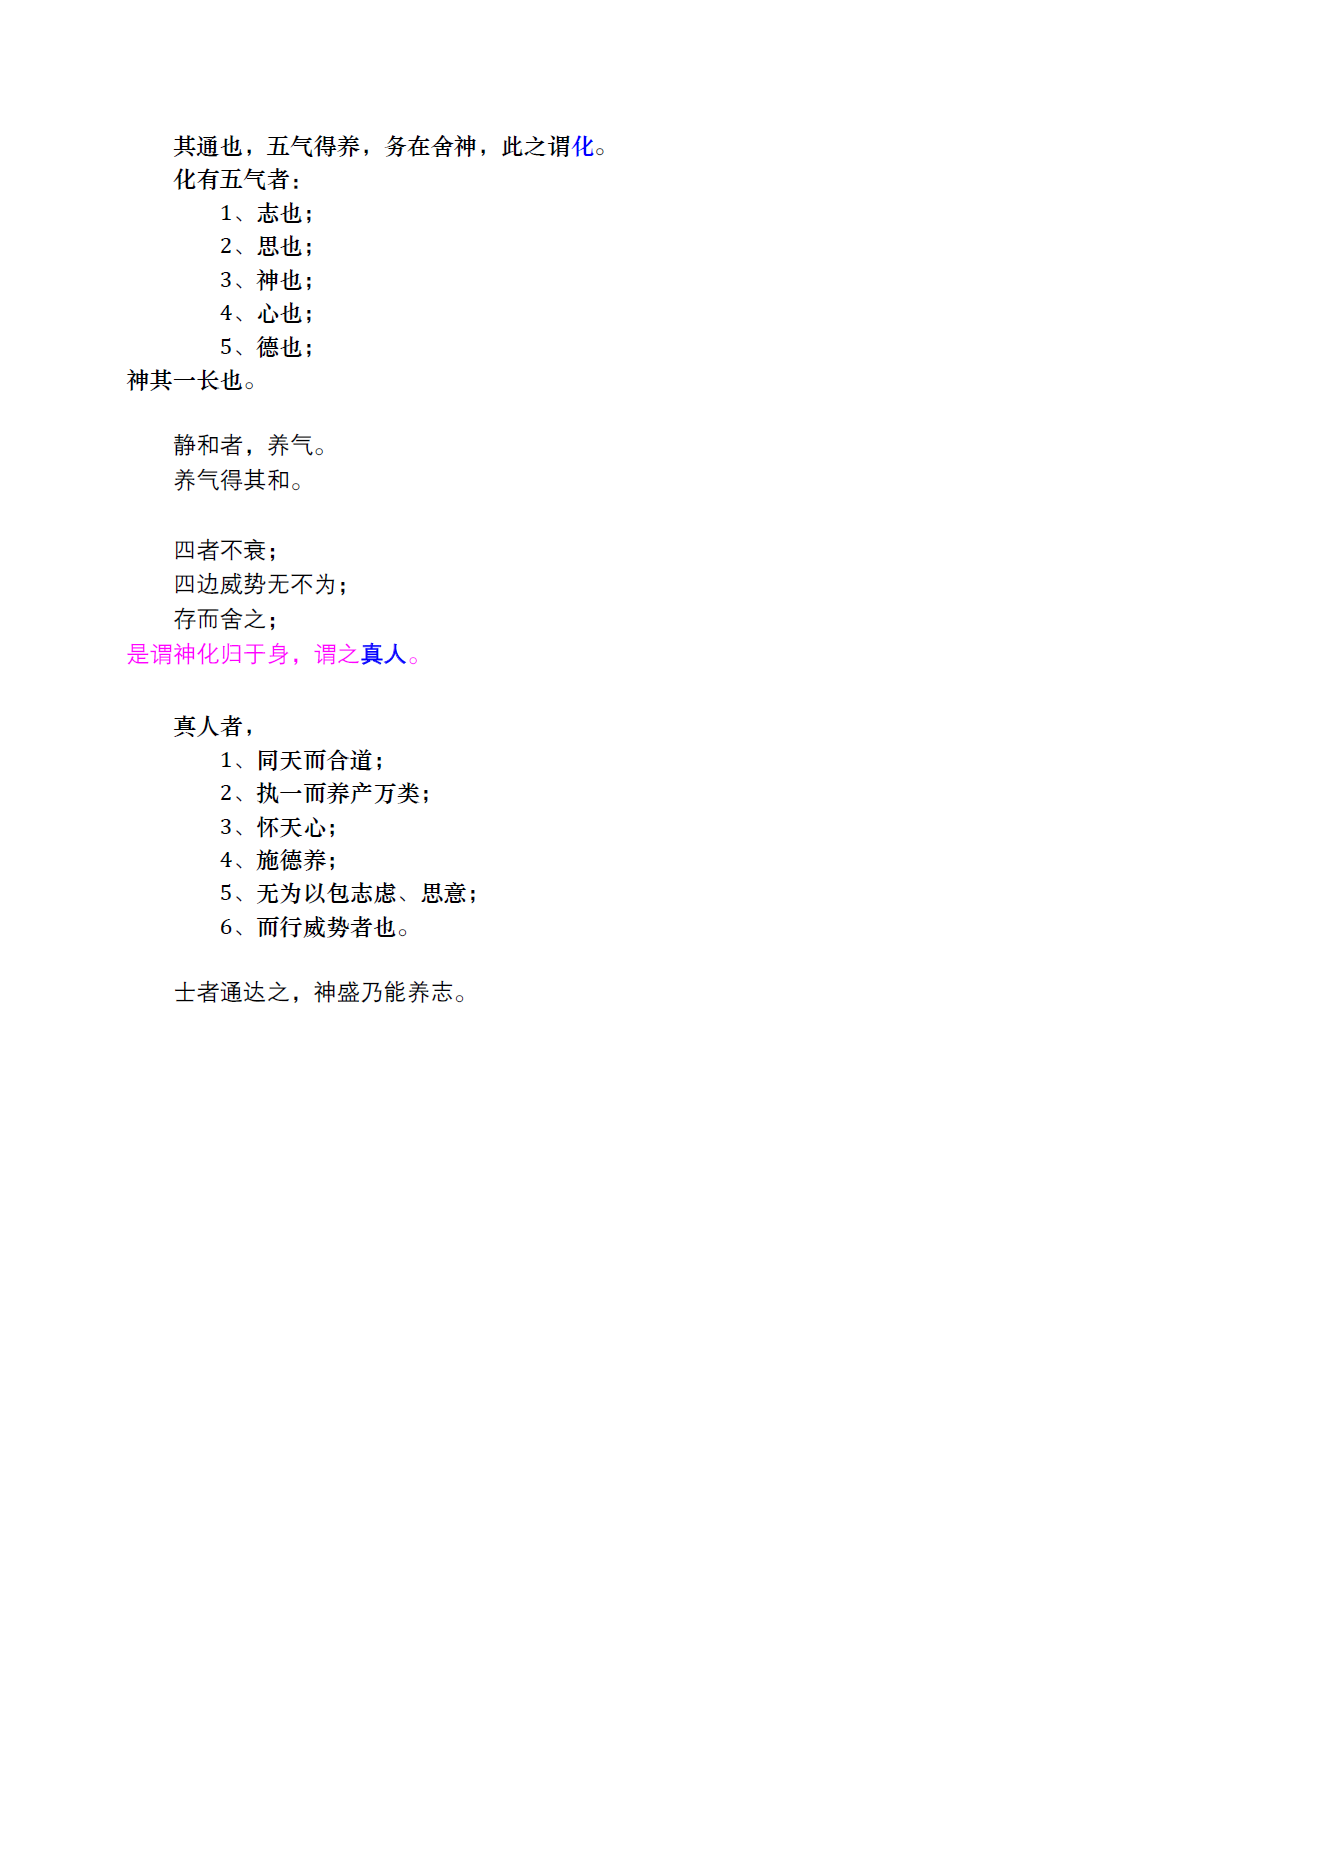 其通也，五气得养，务在舍神，此之谓化。
化有五气者：
1、志也；
2、思也；
3、神也；
4、心也；
5、德也；
神其一长也。
静和者，养气。
养气得其和。
四者不衰；
四边威势无不为；
存而舍之；
是谓神化归于身，谓之真人。
真人者，
1、同天而合道；
2、执一而养产万类；
3、怀天心；
4、施德养；
5、无为以包志虑、思意；
6、而行威势者也。
士者通达之，神盛乃能养志。